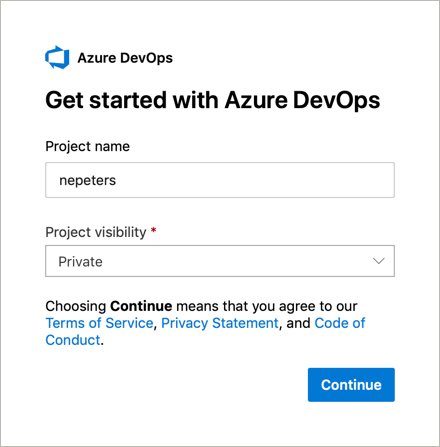 Azure DevOps
Get started with Azure DevOps
Project name
nepeters
Project visibility *
Private
Choosing Continue means that you agree to our
Terms of Service, Privacy Statement, and Code of
Conduct.
Continue